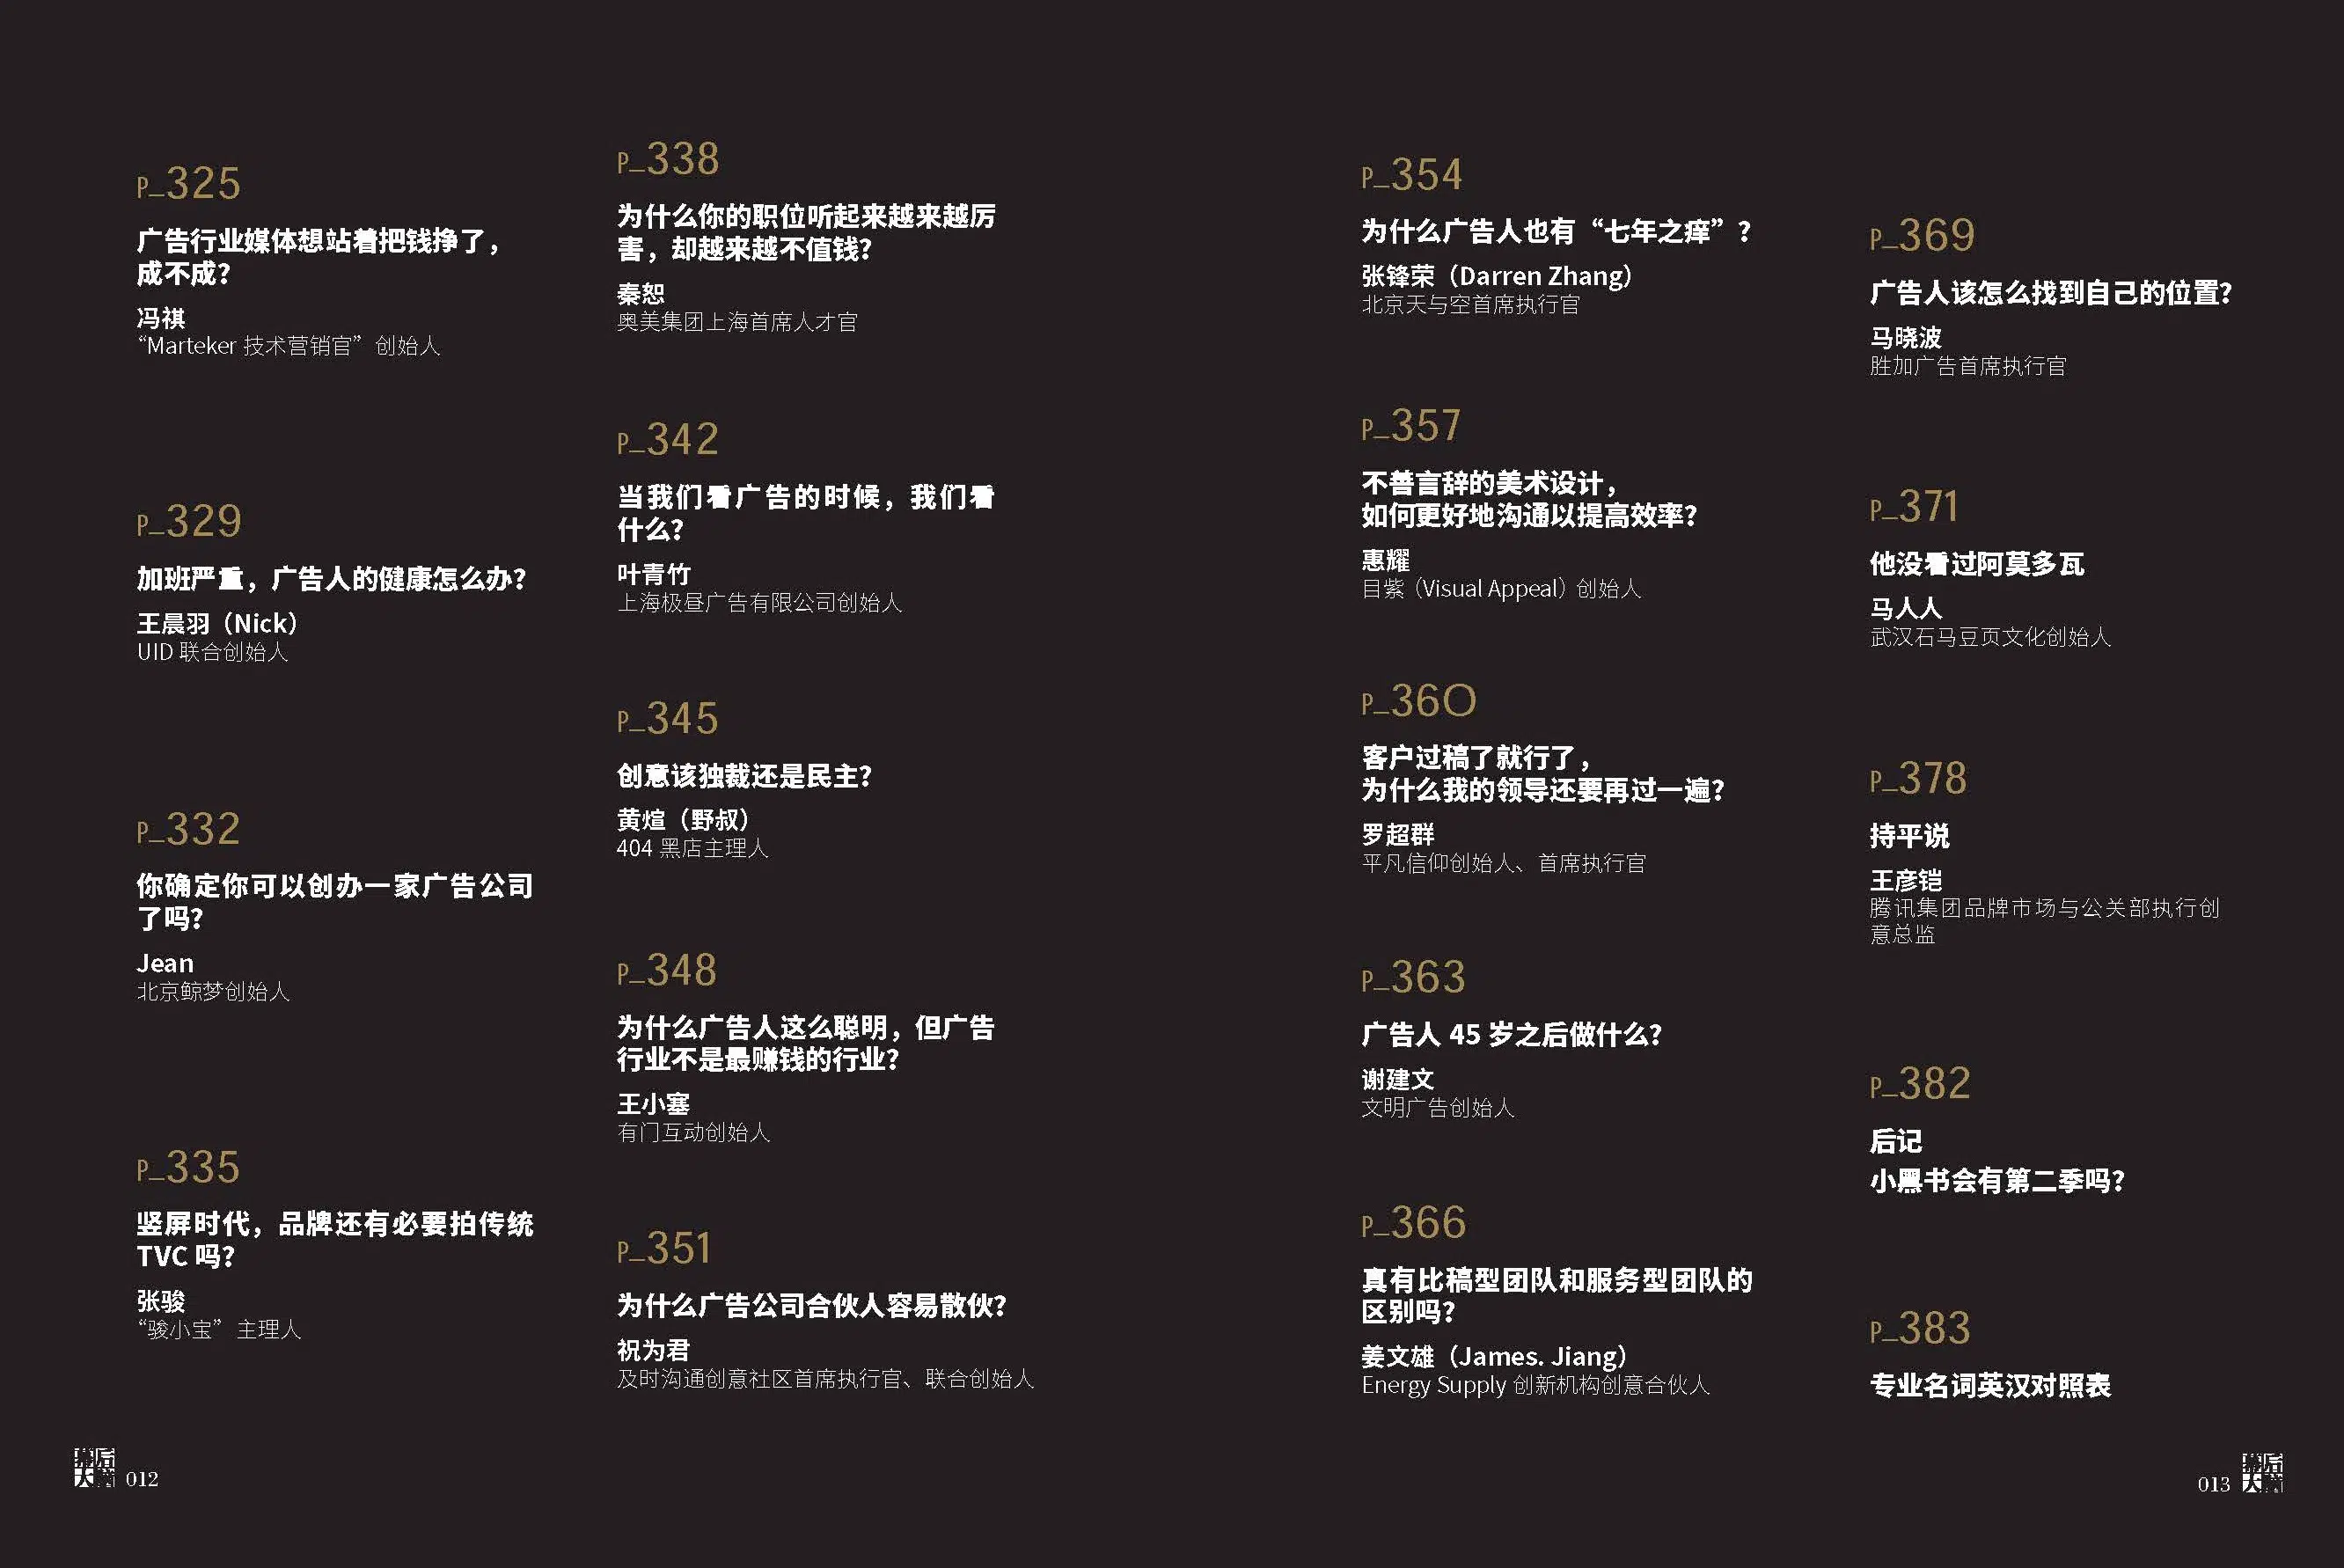 P_325
广告行业媒体想站着把钱挣了，
成不成？
冯祺
“Marteker 技术营销官”创始人
P_329
加班严重，广告人的健康怎么办？
王晨羽（Nick）
UID 联合创始人
P_332
你确定你可以创办一家广告公司
了吗？
Jean
北京鲸梦创始人
P_335
竖屏时代，品牌还有必要拍传统
TVC 吗？
张骏
“骏小宝”主理人
P_338
为什么你的职位听起来越来越厉
害，却越来越不值钱？
秦恕
奥美集团上海首席人才官
P_342
当我们看广告的时候，我们看
什么？
叶青竹
上海极昼广告有限公司创始人
P_345
创意该独裁还是民主？
黄煊（野叔）
404 黑店主理人
P_348
为什么广告人这么聪明，但广告
行业不是最赚钱的行业？
王小塞
有门互动创始人
P_351
为什么广告公司合伙人容易散伙？
祝为君
及时沟通创意社区首席执行官、联合创始人
幕后
大脑
012
P_354
为什么广告人也有“七年之痒”？
张锋荣（Darren Zhang）
北京天与空首席执行官
P_357
不善言辞的美术设计，
如何更好地沟通以提高效率？
惠耀
目紫（Visual Appeal）创始人
P_360
客户过稿了就行了，
为什么我的领导还要再过一遍？
罗超群
平凡信仰创始人、首席执行官
P_363
广告人 45 岁之后做什么？
谢建文
文明广告创始人
P_366
真有比稿型团队和服务型团队的
区别吗？
姜文雄（James. Jiang）
Energy Supply 创新机构创意合伙人
P_369
广告人该怎么找到自己的位置？
马晓波
胜加广告首席执行官
P_371
他没看过阿莫多瓦
马人人
武汉石马豆页文化创始人
P_378
持平说
王彦铠
腾讯集团品牌市场与公关部执行创
意总监
P_382
后记
小黑书会有第二季吗？
P_383
专业名词英汉对照表
013
幕后
大脑